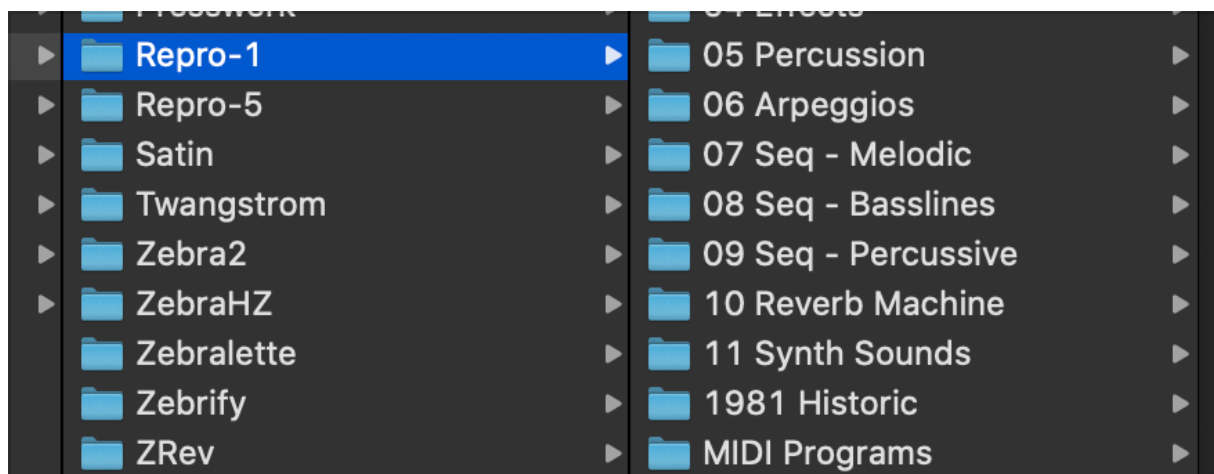 Repro-1
Repro-5
Satin
Twangstrom
Zebra2
ZebraHZ
Zebralette
Zebrify
ZRev
05 Percussion
06 Arpeggios
07 Seq - Melodic
08 Seq - Basslines
09 Seq - Percussive
10 Reverb Machine
11 Synth Sounds
1981 Historic
MIDI Programs